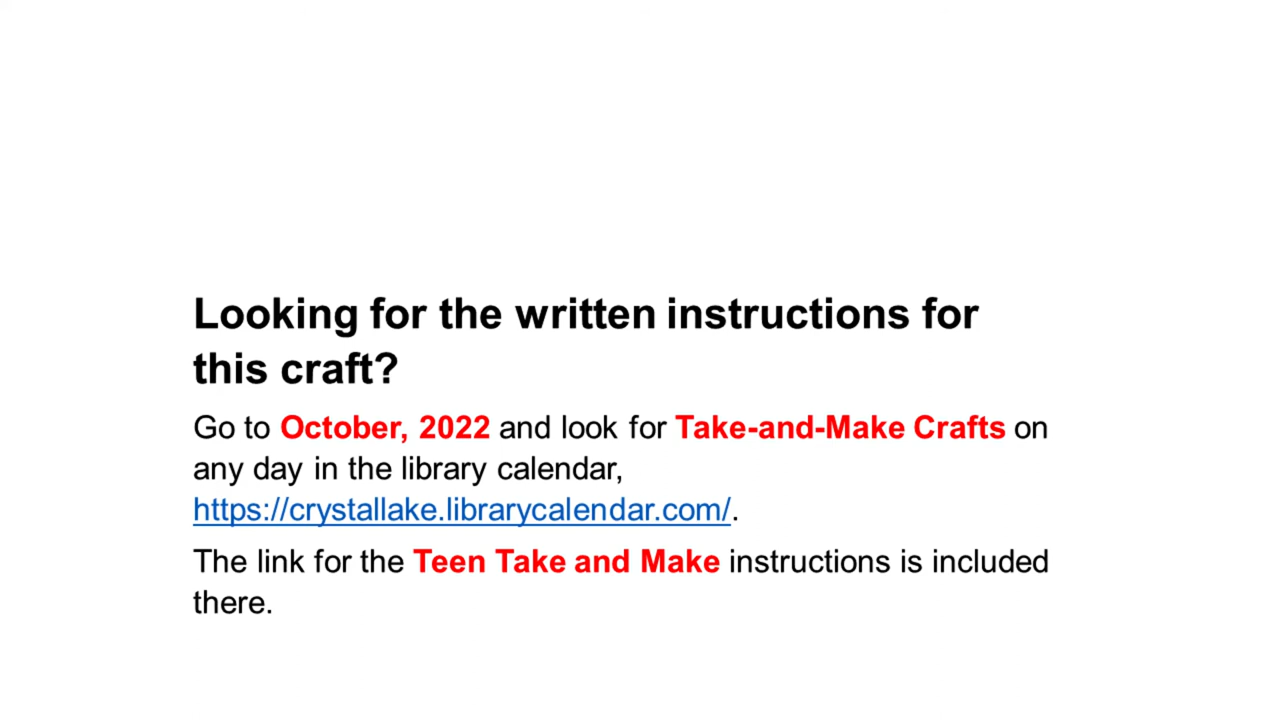 Looking for the written instructions for
this craft?
Go to October, 2022 and look for Take-and-Make Crafts on
any day in the library calendar,
https://crystallake.librarycalendar.com/.
The link for the Teen Take and Make instructions is included
there.